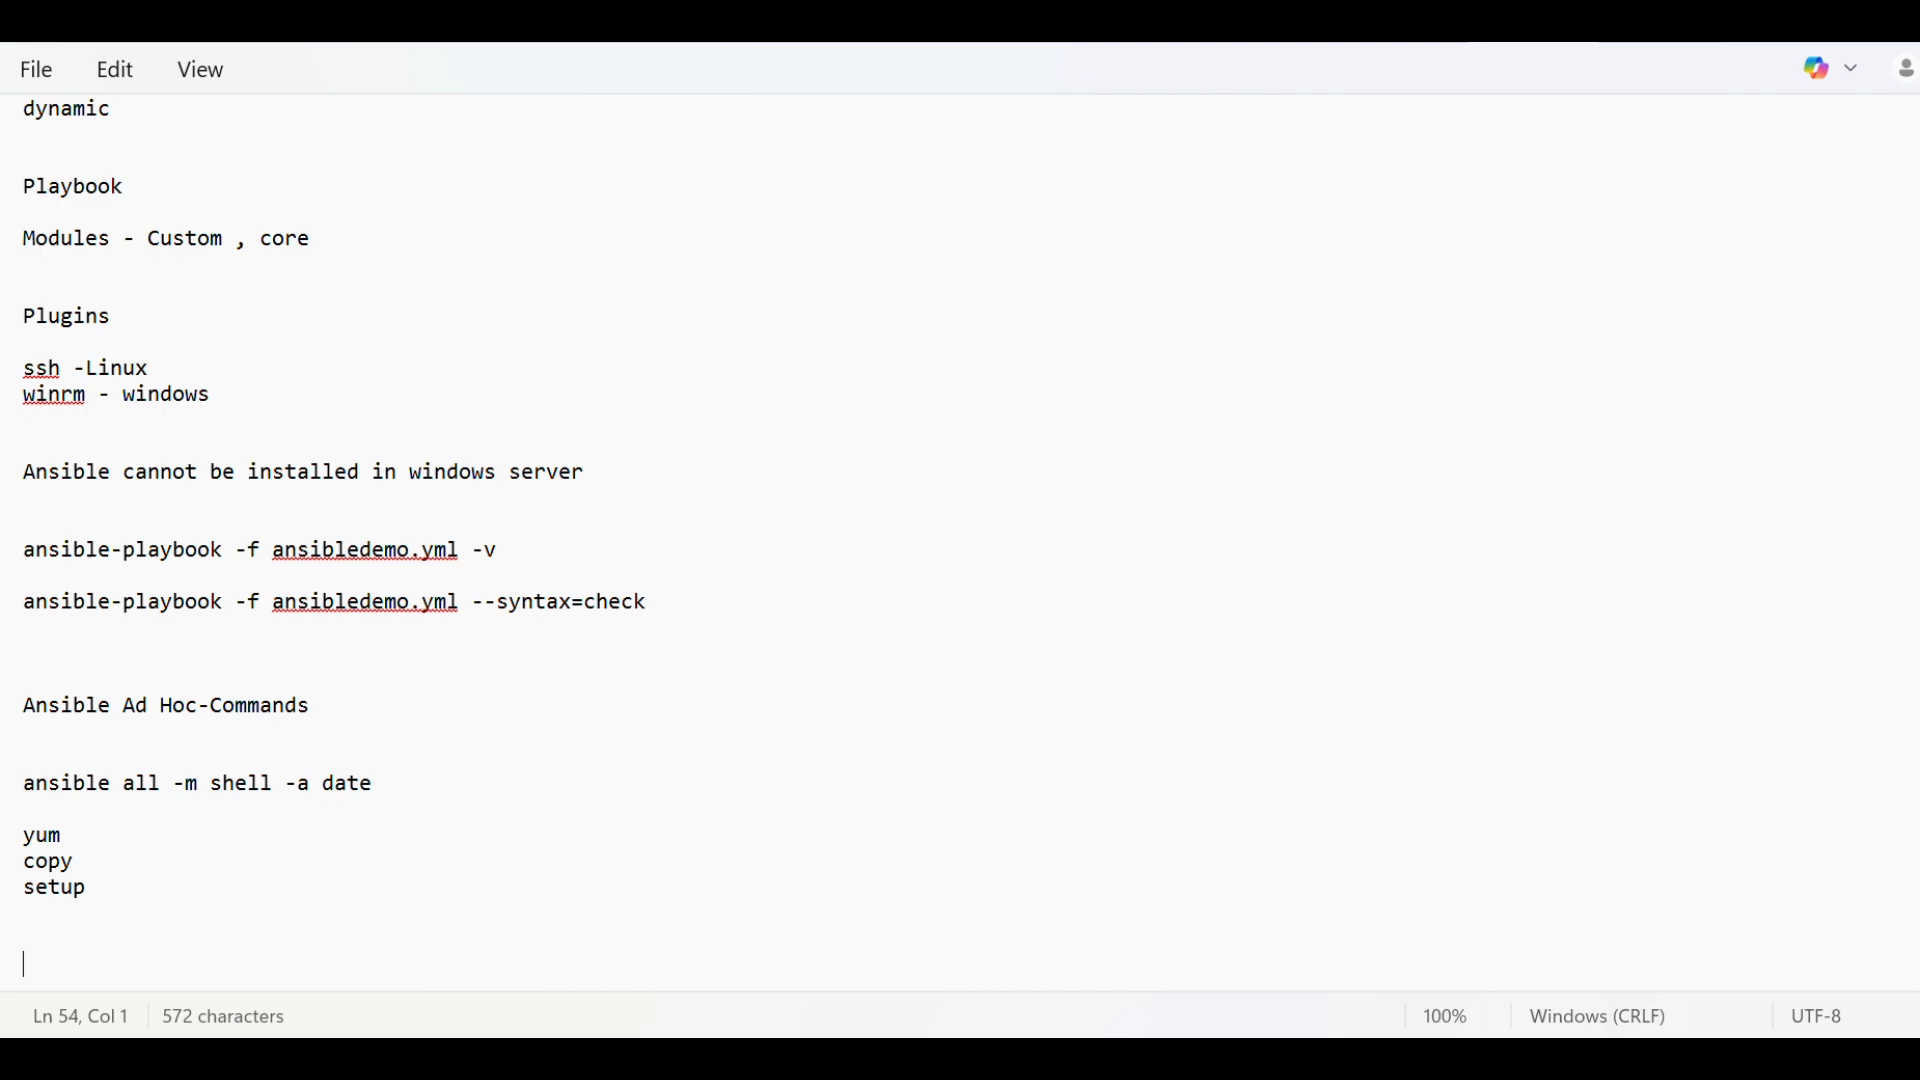 File Edit View
dynamic
Playbook
Modules - Custom , core
Plugins
ssh -Linux
winrm - windows
Ansible cannot be installed in windows server
ansible-playbook -f ansibledemo.yml -v
ansible-playbook -f ansibledemo.yml --syntax=check
Ansible Ad Hoc-Commands
ansible all -m shell -a date
yum
copy
setup
Ln 54, Col 1 572 characters 100% Windows (CRLF) UTF-8